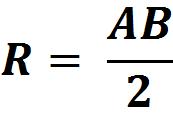 R = AB/2